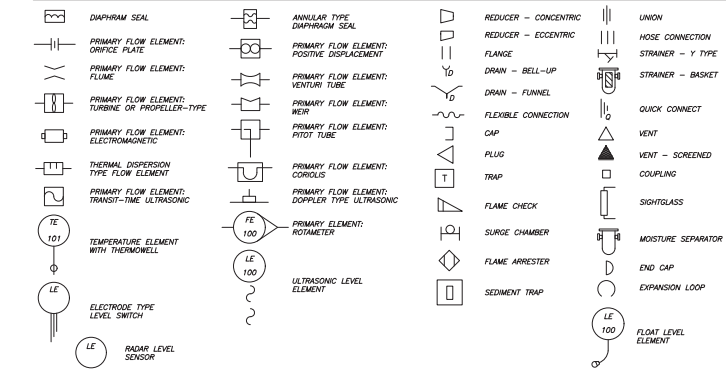 DIAPHRAM SEAL
PRIMARY FLOW ELEMENT:
ORIFICE PLATE
PRIMARY FLOW ELEMENT:
FLUME
PRIMARY FLOW ELEMENT:
TURBINE OR PROPELLER-TYPE
PRIMARY FLOW ELEMENT:
ELECTROMAGNETIC
THERMAL DISPERSION
TYPE FLOW ELEMENT
PRIMARY FLOW ELEMENT:
TRANSIT-TIME ULTRASONIC
TE
101
TEMPERATURE ELEMENT
WITH THERMOWELL
LE
ELECTRODE TYPE
LEVEL SWITCH
LE
RADAR LEVEL
SENSOR
ANNULAR TYPE
DIAPHRAGM SEAL
PRIMARY FLOW ELEMENT:
POSITIVE DISPLACEMENT
PRIMARY FLOW ELEMENT:
VENTURI TUBE
PRIMARY FLOW ELEMENT:
WEIR
PRIMARY FLOW ELEMENT:
PITOT TUBE
PRIMARY FLOW ELEMENT:
CORIOLIS
PRIMARY FLOW ELEMENT:
DOPPLER TYPE ULTRASONIC
FE
100
PRIMARY ELEMENT:
ROTAMETER
LE
100
ULTRASONIC LEVEL
ELEMENT
REDUCER - CONCENTRIC
REDUCER - ECCENTRIC
FLANGE
D
DRAIN - BELL-UP
D
DRAIN - FUNNEL
FLEXIBLE CONNECTION
CAP
PLUG
T
TRAP
FLAME CHECK
SURGE CHAMBER
FLAME ARRESTER
SEDIMENT TRAP
UNION
HOSE CONNECTION
STRAINER - Y TYPE
STRAINER - BASKET
Q
QUICK CONNECT
VENT
VENT - SCREENED
COUPLING
SIGHTGLASS
MOISTURE SEPARATOR
END CAP
EXPANSION LOOP
LE
100
FLOAT LEVEL
ELEMENT